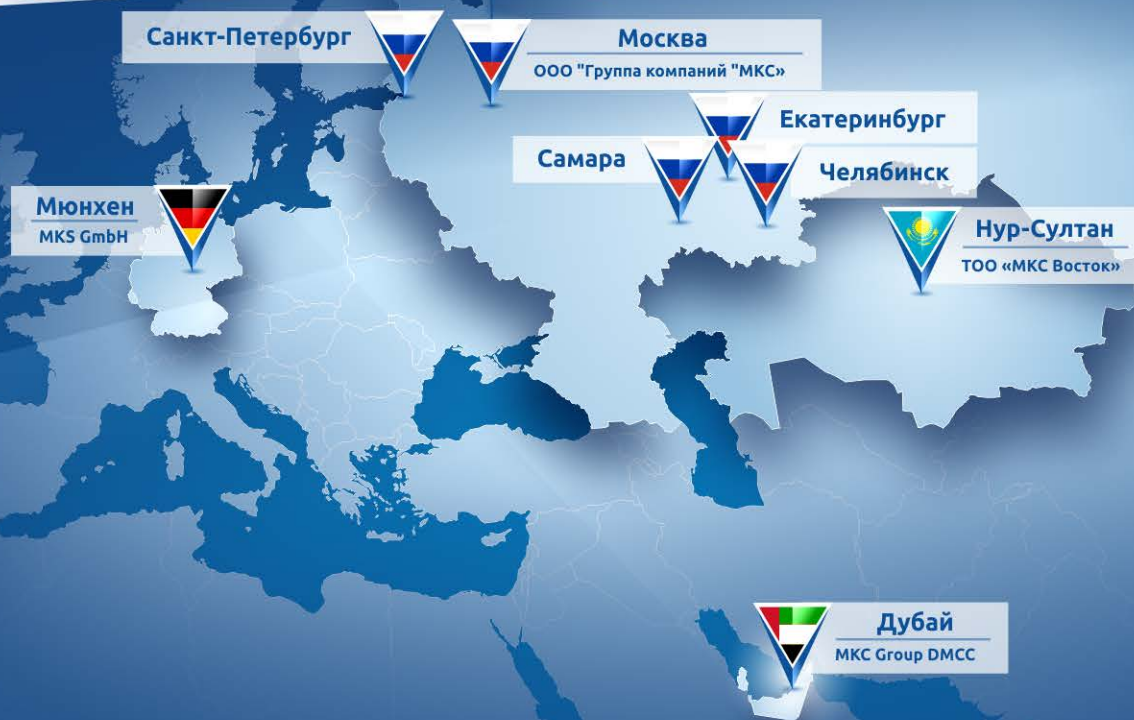 Санкт-Петербург
Москва
ООО "Группа компаний "МКС»
Екатеринбург
Самара
Челябинск
Мюнхен
MKS GmbH
Нур-Султан
ТОО «МКС Восток»
Дубай
MKC Group DMCC